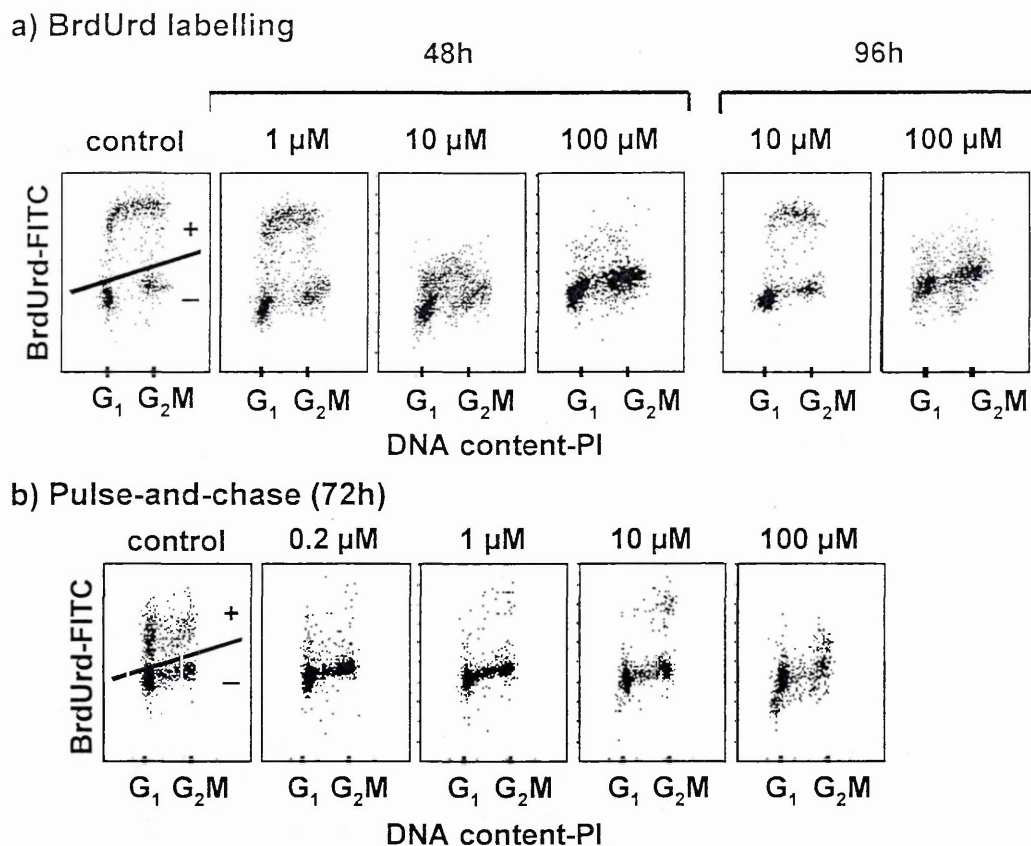 a) BrdUrd labelling
48h 96h
control 1 µM 10 µM 100 µM 10 µM 100 µM
BrdUrd-FITC
+
–
G₁ G₂M G₁ G₂M G₁ G₂M G₁ G₂M G₁ G₂M G₁ G₂M
DNA content-PI
b) Pulse-and-chase (72h)
control 0.2 µM 1 µM 10 µM 100 µM
BrdUrd-FITC
+
–
G₁ G₂M G₁ G₂M G₁ G₂M G₁ G₂M G₁ G₂M
DNA content-PI